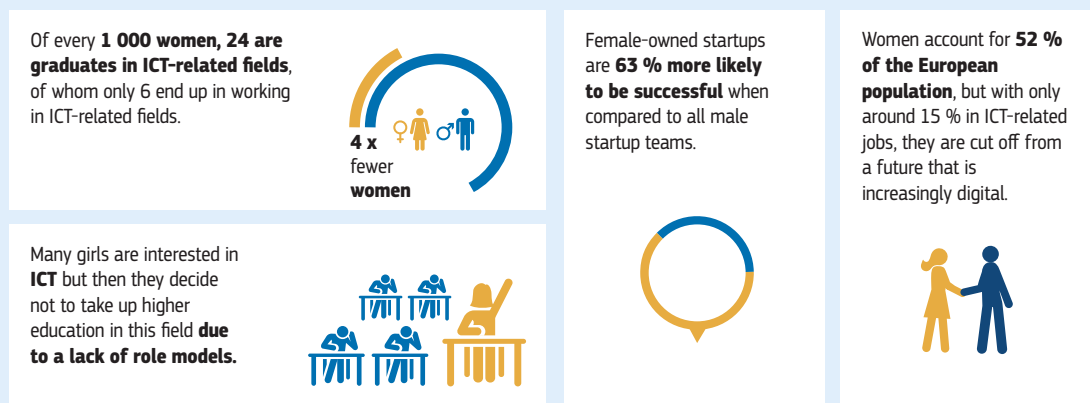 Of every 1 000 women, 24 are
graduates in ICT-related fields,
of whom only 6 end up in working
in ICT-related fields.
4 x
fewer
women
Many girls are interested in
ICT but then they decide
not to take up higher
education in this field due
to a lack of role models.
Female-owned startups
are 63 % more likely
to be successful when
compared to all male
startup teams.
Women account for 52 %
of the European
population, but with only
around 15 % in ICT-related
jobs, they are cut off from
a future that is
increasingly digital.